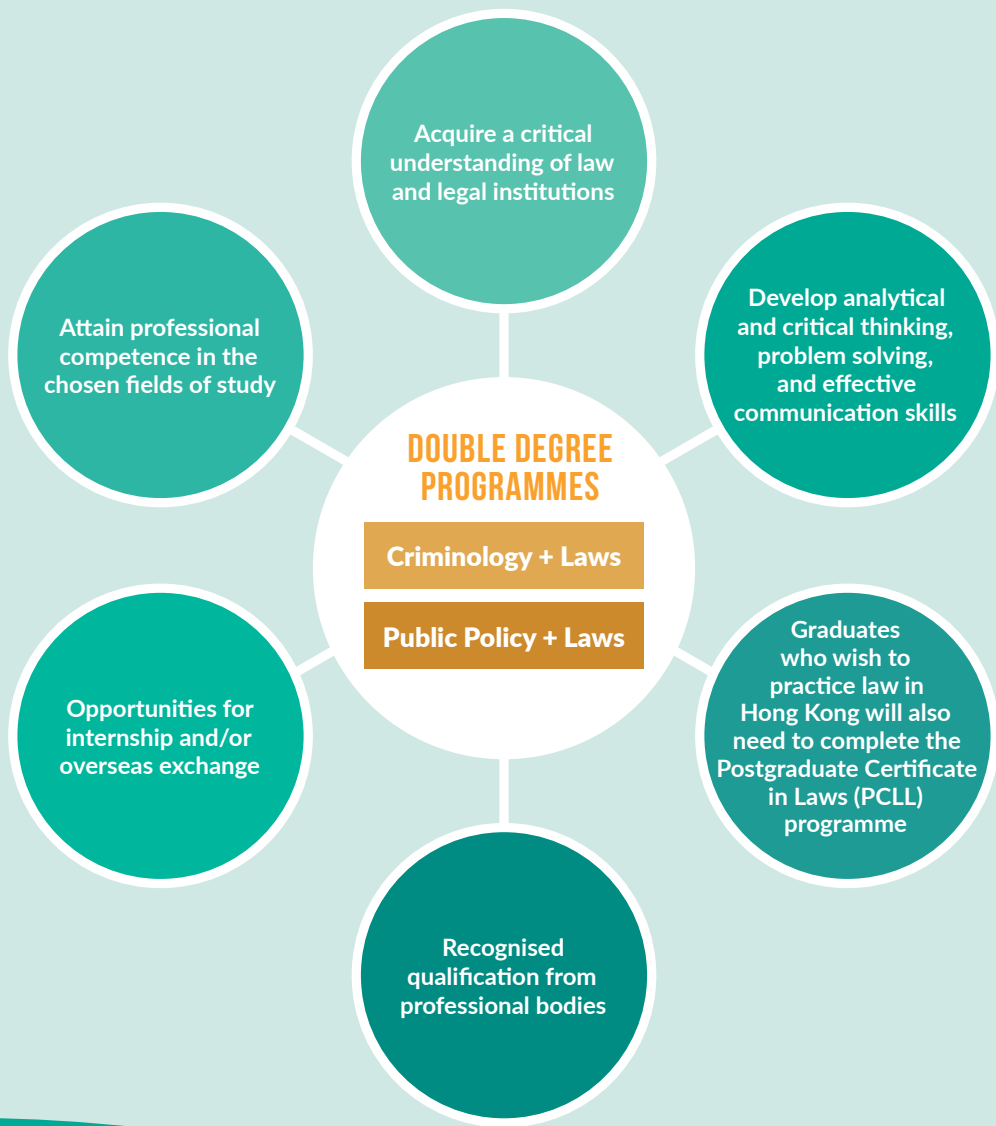 Acquire a critical
understanding of law
and legal institutions
Attain professional
competence in the
chosen fields of study
Develop analytical
and critical thinking,
problem solving,
and effective
communication skills
DOUBLE DEGREE
PROGRAMMES
Criminology + Laws
Public Policy + Laws
Opportunities for
internship and/or
overseas exchange
Graduates
who wish to
practice law in
Hong Kong will also
need to complete the
Postgraduate Certificate
in Laws (PCLL)
programme
Recognised
qualification from
professional bodies